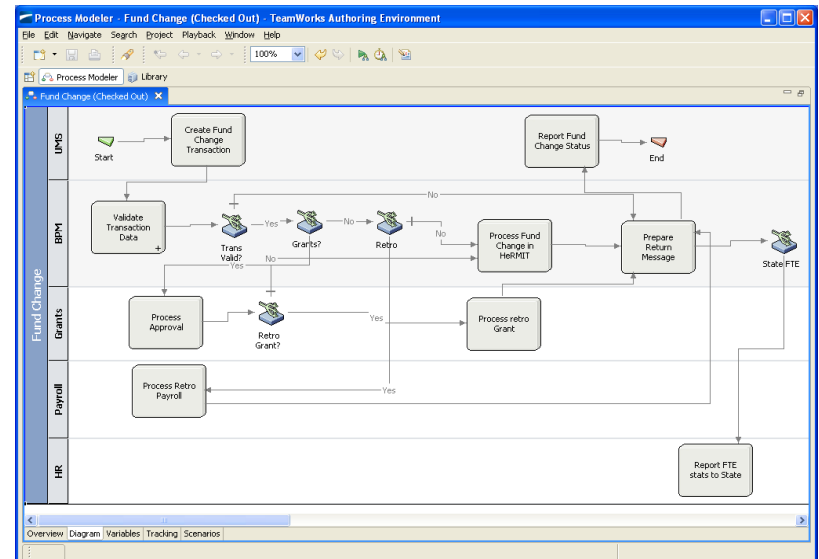 Process Modeler - Fund Change (Checked Out) - TeamWorks Authoring Environment
File Edit Navigate Search Project Playback Window Help
100%
Process Modeler Library
Fund Change (Checked Out)
Fund Change
UMS
Start
Create Fund
Change
Transaction
Report Fund
Change Status
End
BPM
Validate
Transaction
Data
Trans
Valid?
Yes
Grants?
No
Retro
No
No
Process Fund
Change in
HeRMIT
Prepare
Return
Message
State FTE
No
Yes
Grants
Process
Approval
Retro
Grant?
Yes
Process retro
Grant
Payroll
Process Retro
Payroll
Yes
HR
Report FTE
stats to State
Overview Diagram Variables Tracking Scenarios